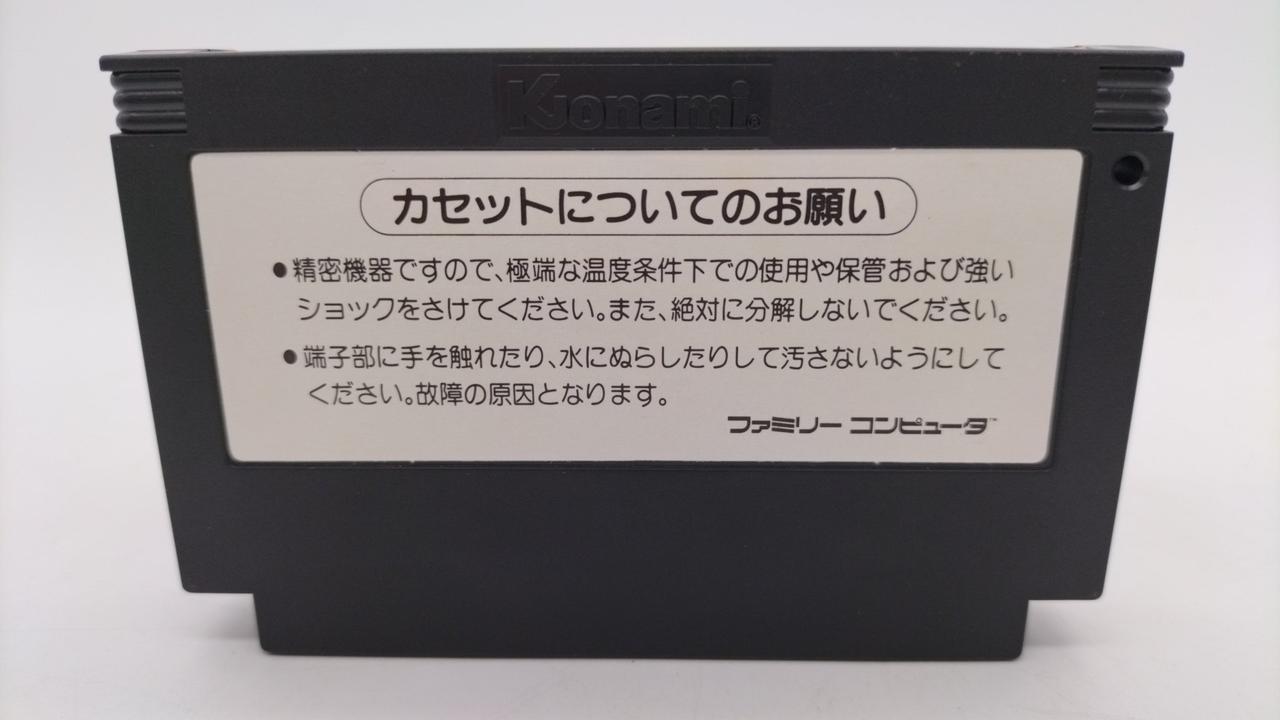 Konami®
カセットについてのお願い
●精密機器ですので、極端な温度条件下での使用や保管および強い
ショックをさけてください。また、絶対に分解しないでください。
●端子部に手を触れたり、水にぬらしたりして汚さないようにして
ください。故障の原因となります。
ファミリー コンピュータ™